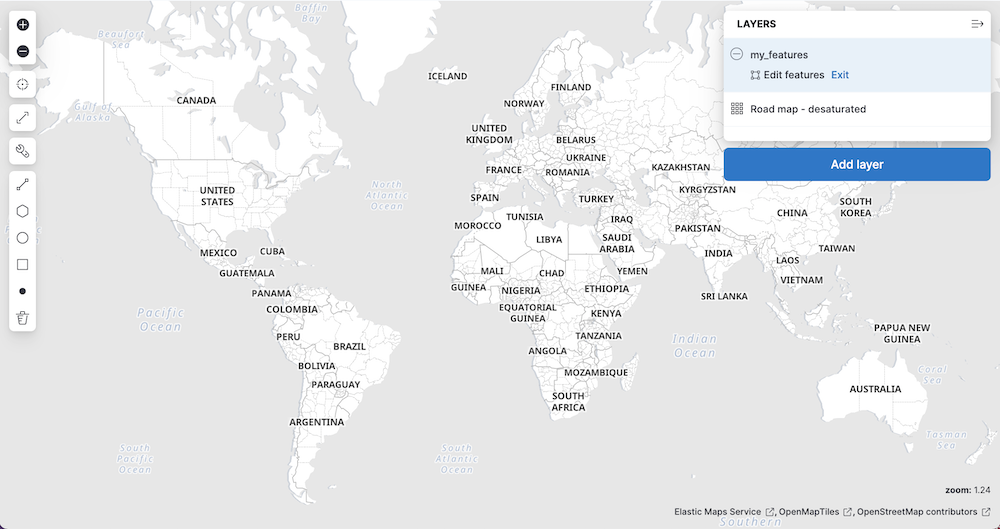 Baffin
Bay
Beaufort
Sea
LAYERS
my_features
Edit features Exit
Road map - desaturated
Add layer
ICELAND
FINLAND
CANADA
NORWAY
Gulf of
Alaska
UNITED
KINGDOM
BELARUS
UKRAINE
FRANCE
ROMANIA
KAZAKHSTAN
UNITED
STATES
North
Atlantic
Ocean
SPAIN
TURKEY
KYRGYZSTAN
SOUTH
KOREA
CHINA
TUNISIA
MOROCCO
IRAQ
PAKISTAN
LIBYA
SAUDI
ARABIA
TAIWAN
MEXICO
CUBA
INDIA
LAOS
GUATEMALA
MALI
CHAD
YEMEN
VIETNAM
GUINEA
NIGERIA
ETHIOPIA
PANAMA
SRI LANKA
COLOMBIA
EQUATORIAL
GUINEA
KENYA
Pacific
Ocean
PERU
TANZANIA
Indian
Ocean
PAPUA NEW
GUINEA
BRAZIL
ANGOLA
BOLIVIA
MOZAMBIQUE
Coral
Sea
PARAGUAY
AUSTRALIA
SOUTH
AFRICA
ARGENTINA
Tasman
Sea
South
Pacific
Ocean
South
Atlantic
Ocean
zoom: 1.24
Elastic Maps Service , OpenMapTiles , OpenStreetMap contributors
Southern